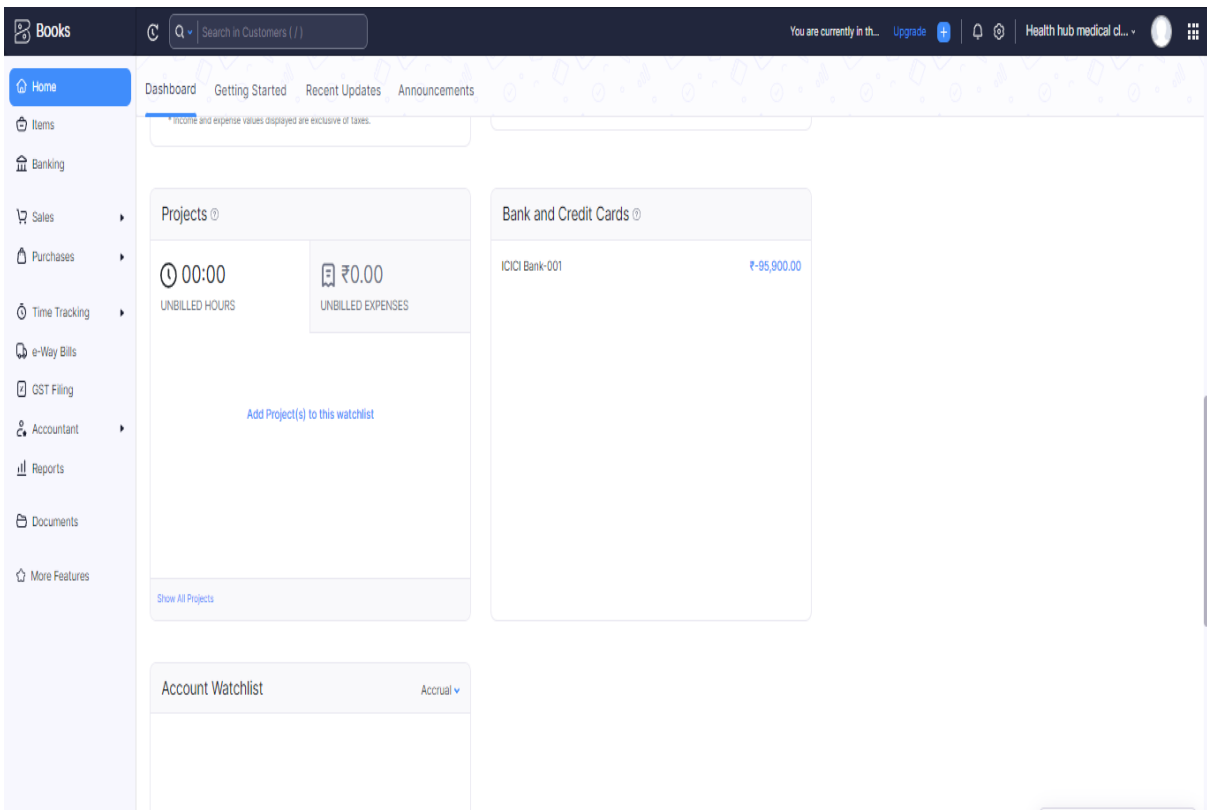 Books
Search in Customers ( / )
You are currently in th... Upgrade
Health hub medical cl...
Home
Items
Banking
Sales
Purchases
Time Tracking
e-Way Bills
GST Filing
Accountant
Reports
Documents
More Features
Dashboard Getting Started Recent Updates Announcements
* Income and expense values displayed are exclusive of taxes.
Projects
00:00
UNBILLED HOURS
₹0.00
UNBILLED EXPENSES
Add Project(s) to this watchlist
Show All Projects
Bank and Credit Cards
ICICI Bank-001 ₹-95,900.00
Account Watchlist Accrual